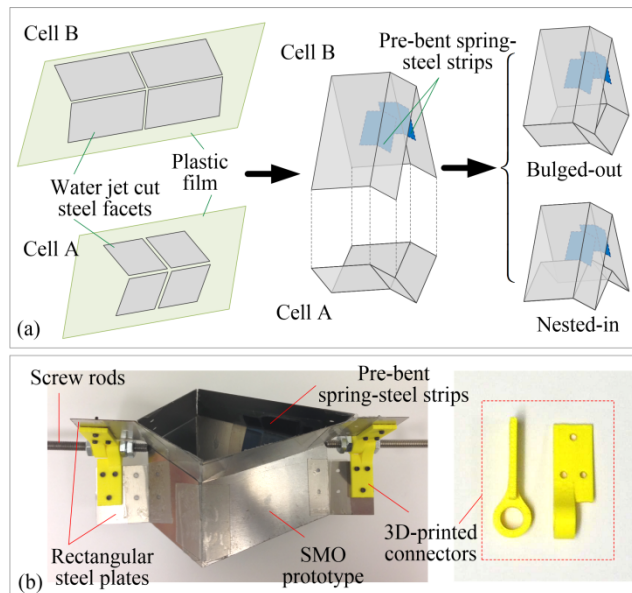 Cell B
Water jet cut
steel facets
Plastic
film
Cell A
Cell B
Pre-bent spring-
steel strips
Cell A
Bulged-out
Nested-in
(a)
Screw rods
Pre-bent
spring-steel strips
Rectangular
steel plates
SMO
prototype
3D-printed
connectors
(b)